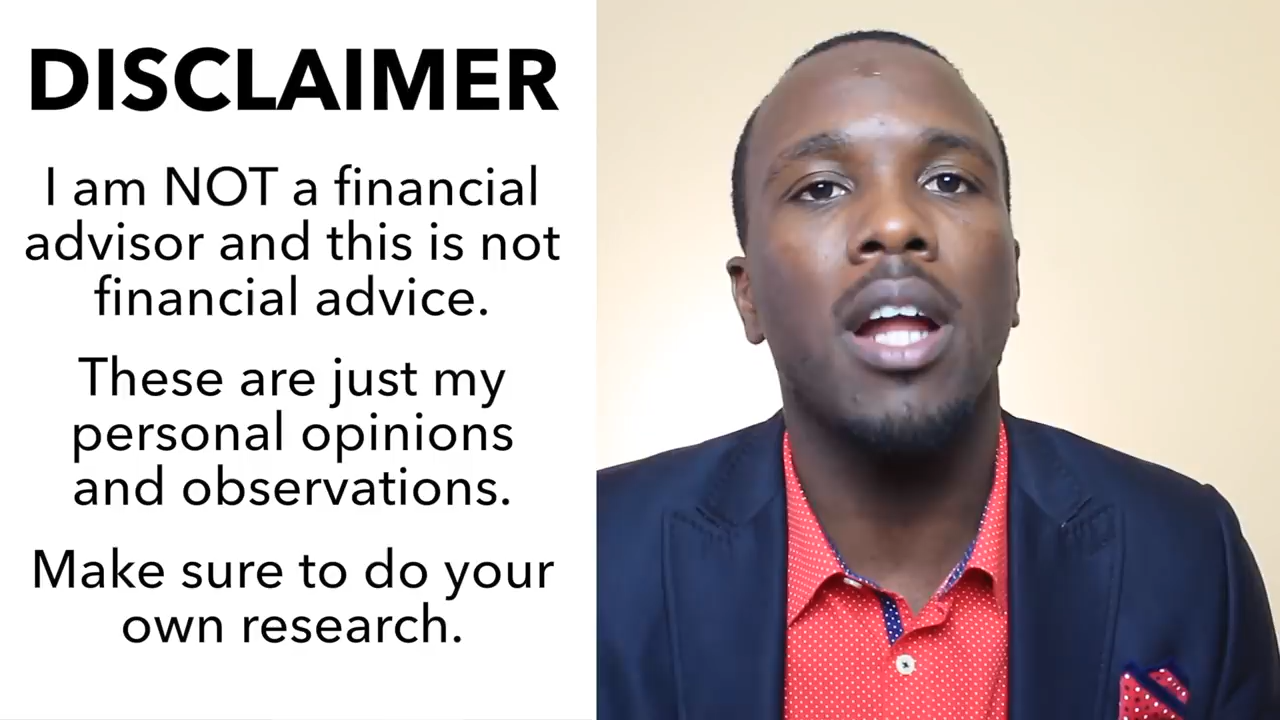 DISCLAIMER
I am NOT a financial
advisor and this is not
financial advice.
These are just my
personal opinions
and observations.
Make sure to do your
own research.